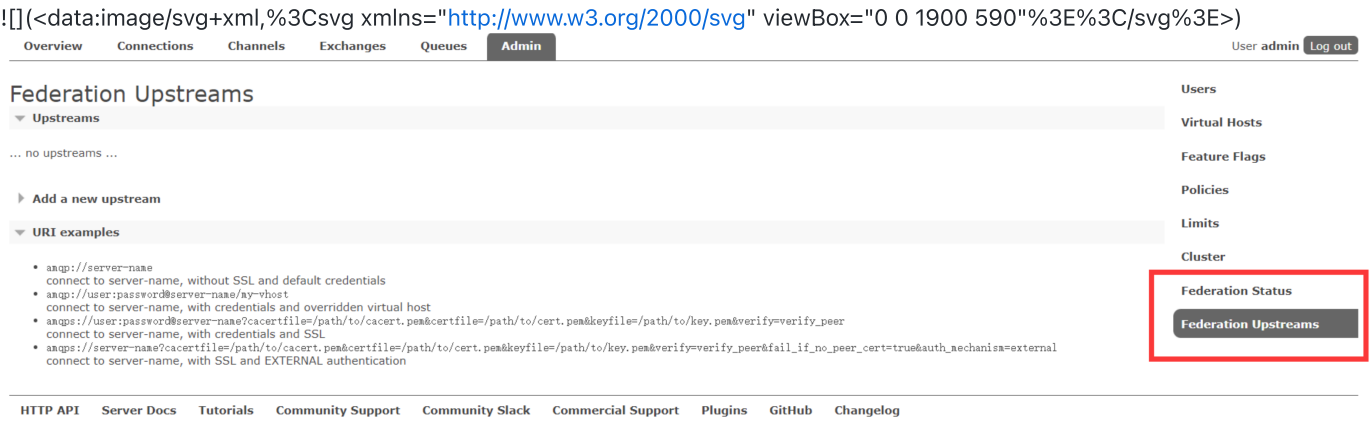 ![](<data:image/svg+xml,%3Csvg xmlns="http://www.w3.org/2000/svg" viewBox="0 0 1900 590"%3E%3C/svg%3E>)
Overview Connections Channels Exchanges Queues Admin
User admin Log out
Federation Upstreams
Upstreams
... no upstreams ...
Add a new upstream
URI examples
• amqp://server-name
connect to server-name, without SSL and default credentials
• amqp://user:password@server-name/my-vhost
connect to server-name, with credentials and overridden virtual host
• amqps://user:password@server-name?cacertfile=/path/to/cacert.pem&certfile=/path/to/cert.pem&keyfile=/path/to/key.pem&verify=verify_peer
connect to server-name, with credentials and SSL
• amqps://server-name?cacertfile=/path/to/cacert.pem&certfile=/path/to/cert.pem&keyfile=/path/to/key.pem&verify=verify_peer&fail_if_no_peer_cert=true&auth_mechanism=external
connect to server-name, with SSL and EXTERNAL authentication
Users
Virtual Hosts
Feature Flags
Policies
Limits
Cluster
Federation Status
Federation Upstreams
HTTP API Server Docs Tutorials Community Support Community Slack Commercial Support Plugins GitHub Changelog